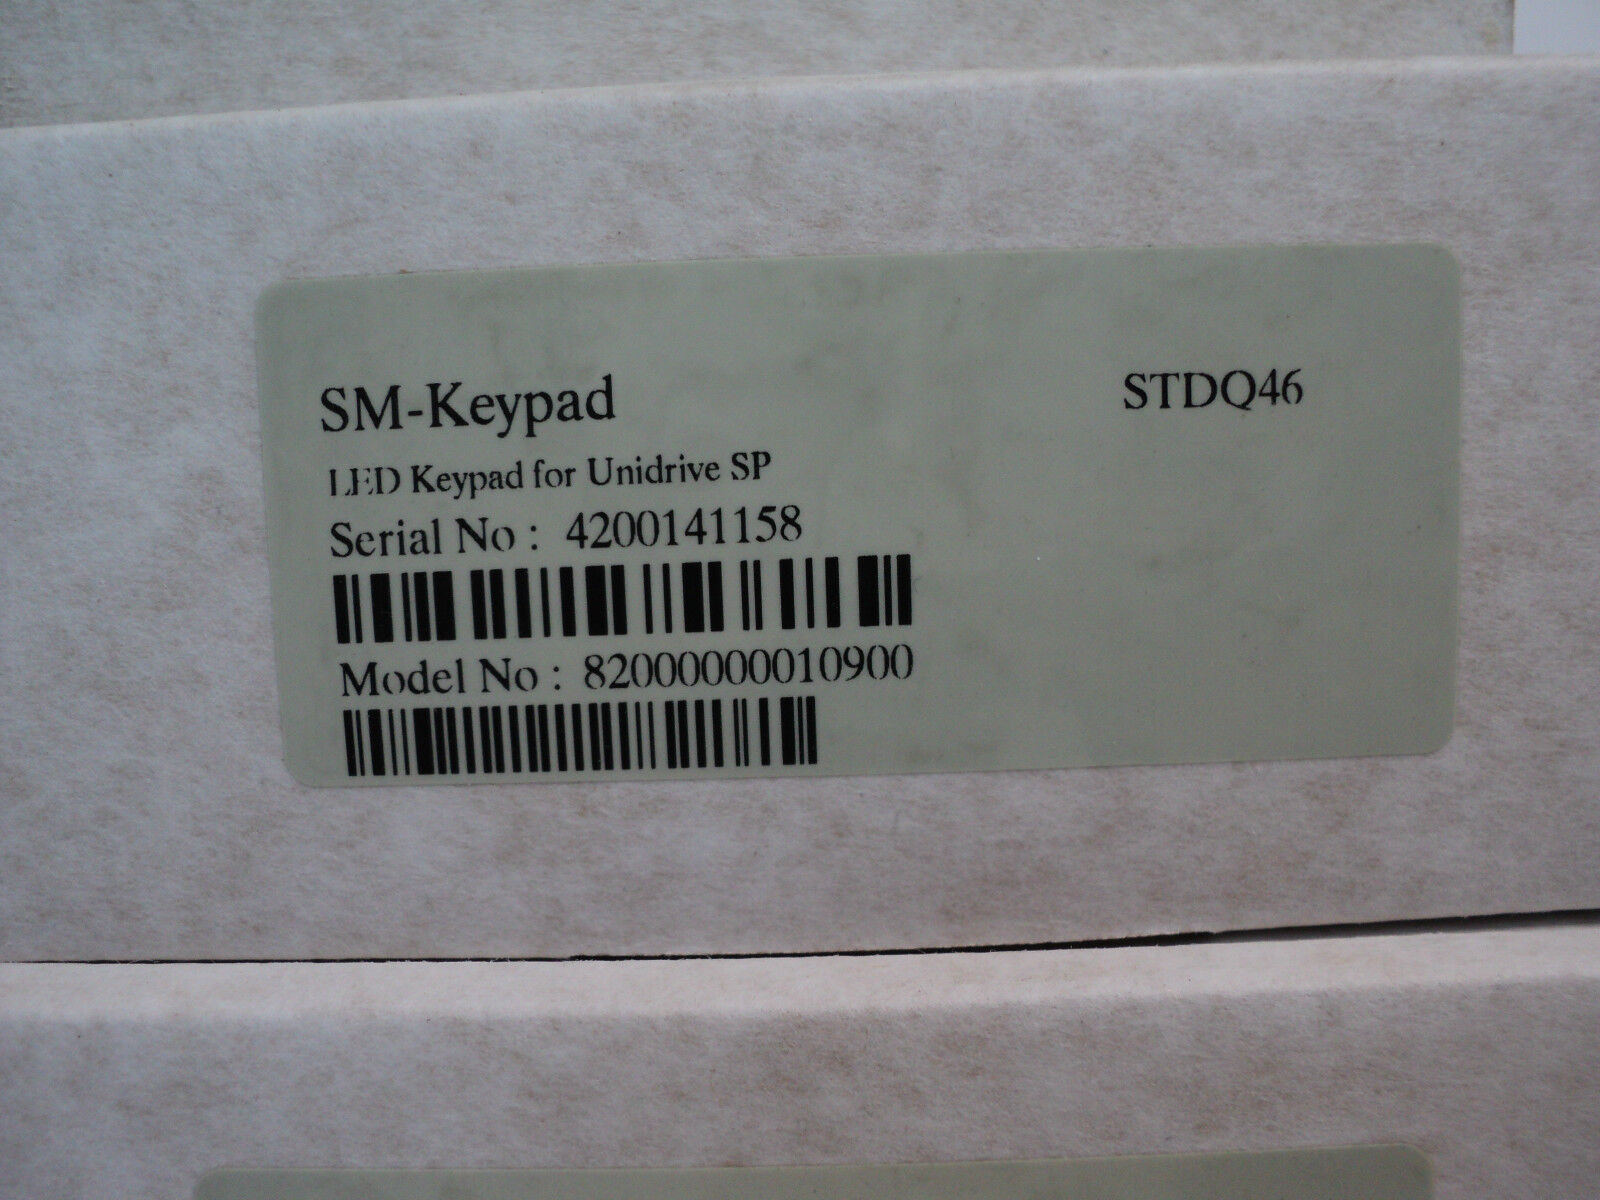 SM-Keypad STDQ46
LED Keypad for Unidrive SP
Serial No : 4200141158
Model No : 82000000010900